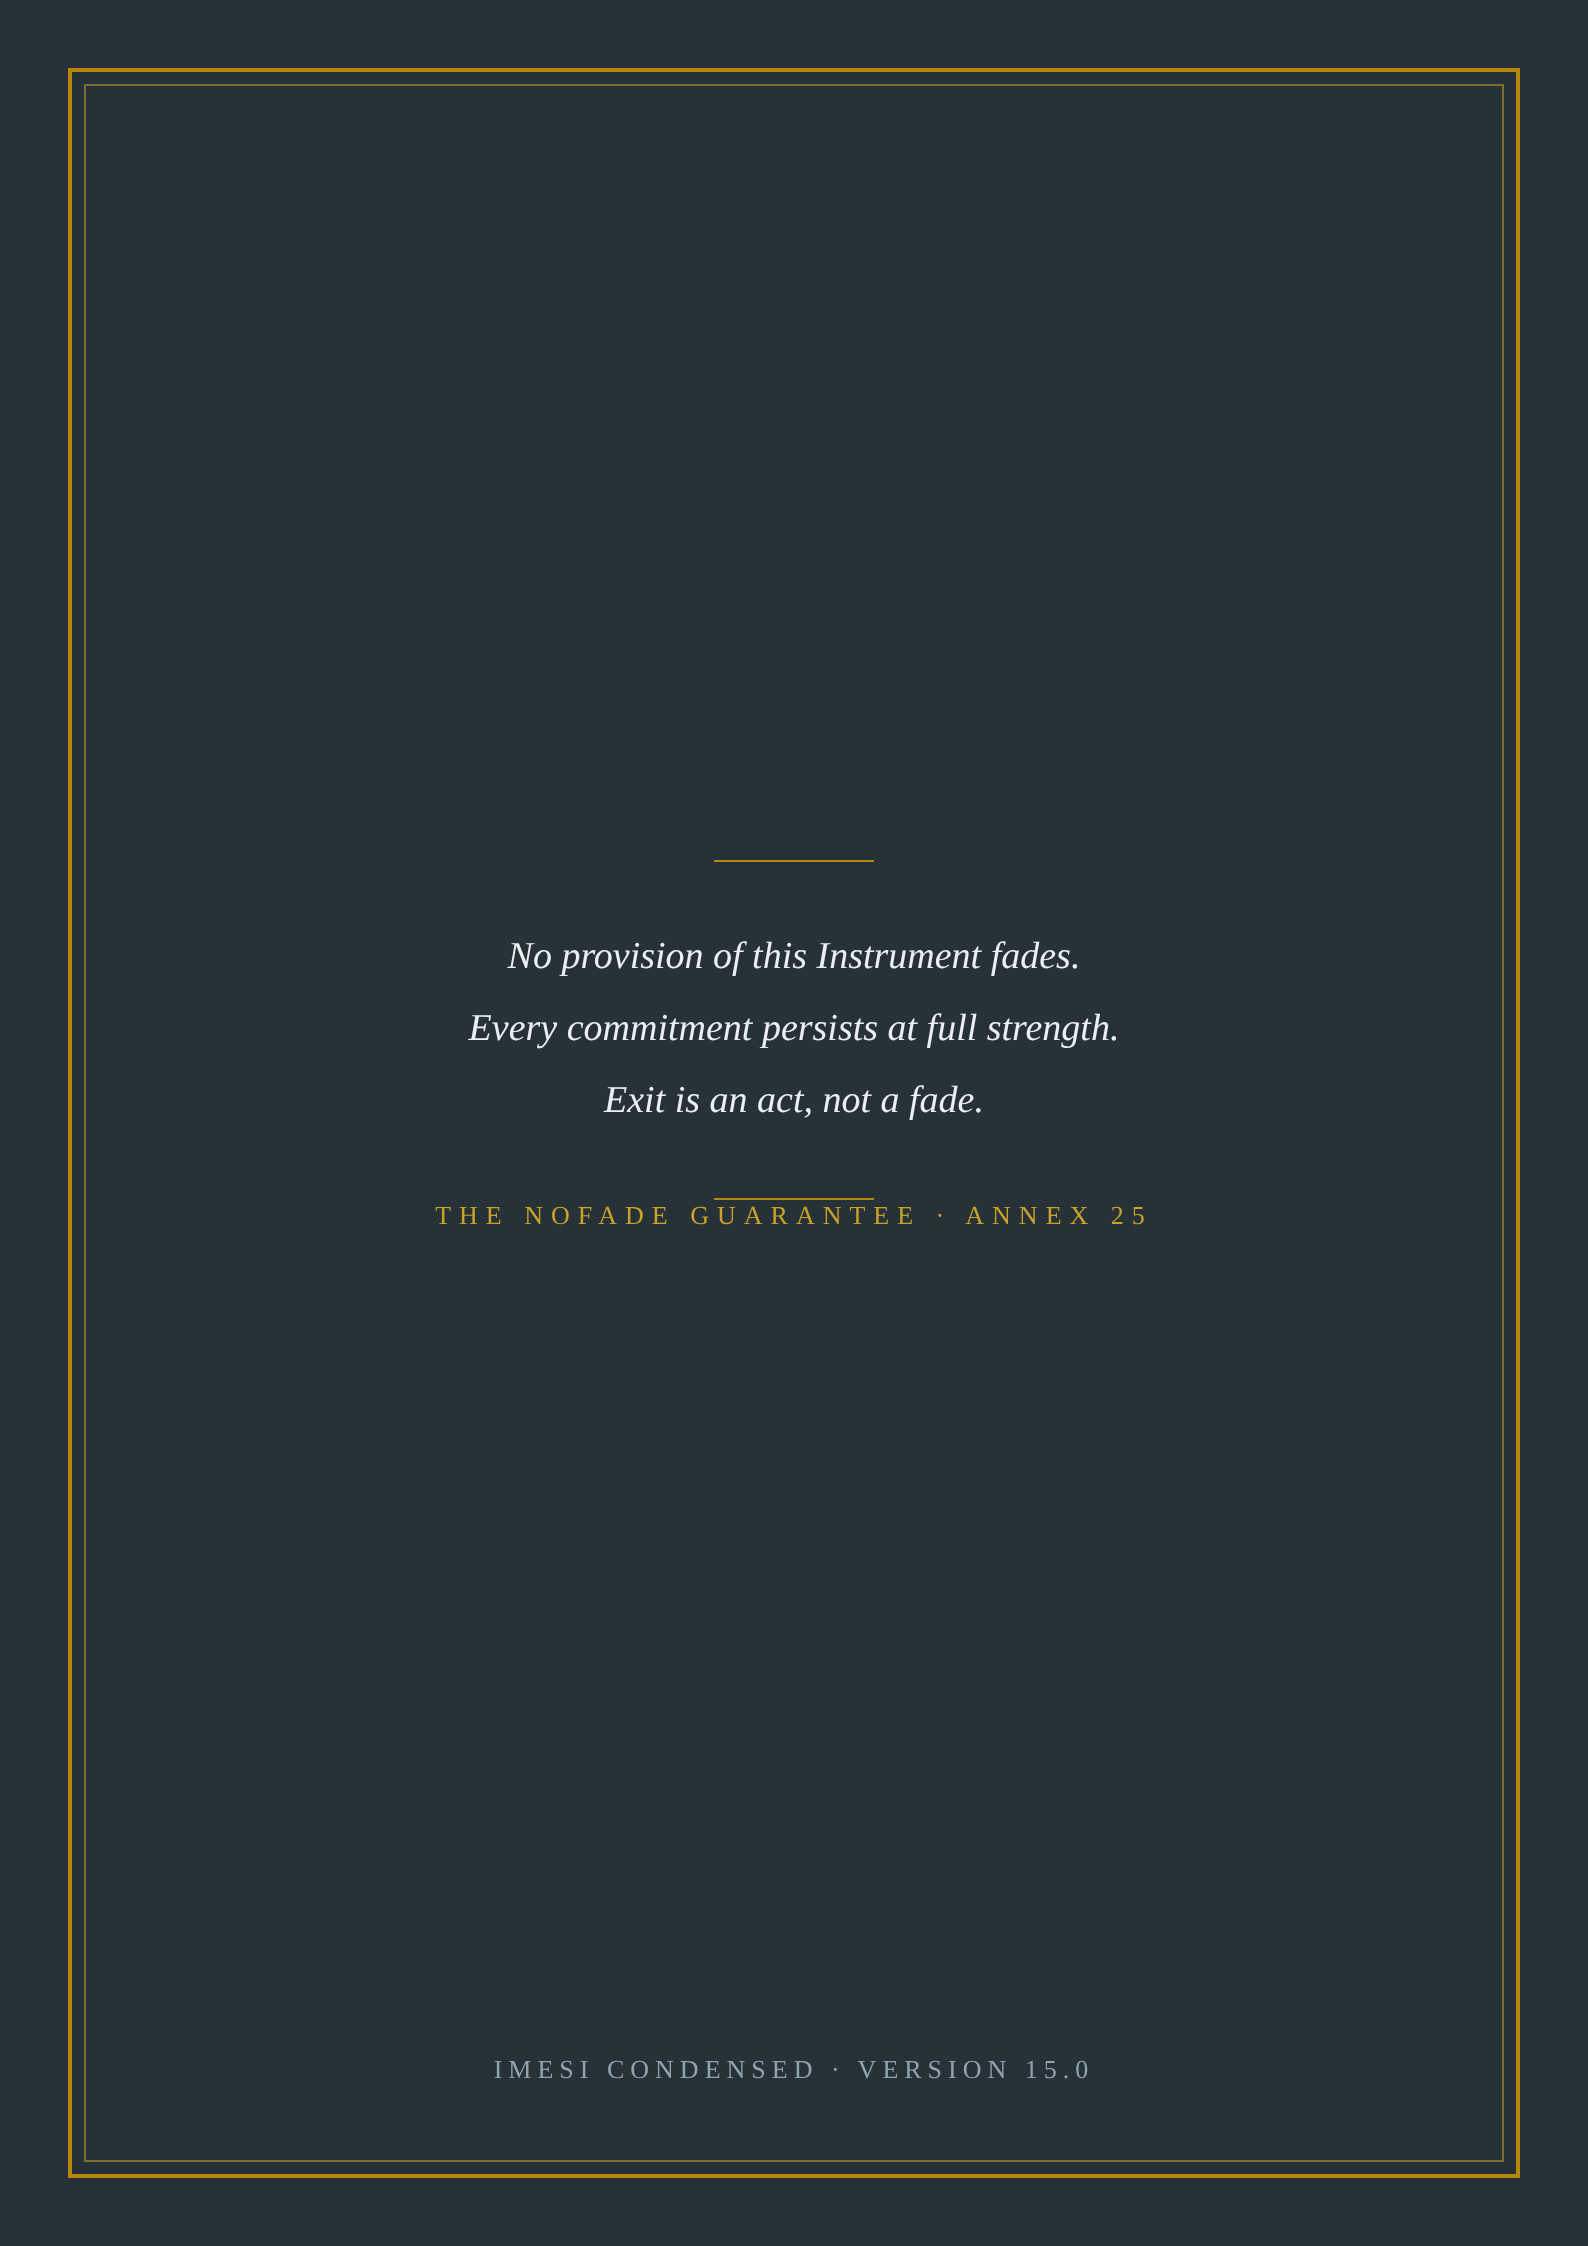 No provision of this Instrument fades.
Every commitment persists at full strength.
Exit is an act, not a fade.
THE NOFADE GUARANTEE · ANNEX 25
IMESI CONDENSED · VERSION 15.0